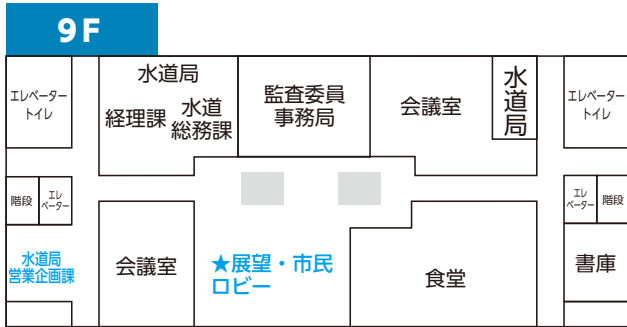 9F
エレベーター
トイレ
水道局
経理課
水道
総務課
監査委員
事務局
会議室
水道局
エレベーター
トイレ
階段
エレ
ベーター
エレ
ベーター
階段
水道局
営業企画課
会議室
★展望・市民
ロビー
食堂
書庫